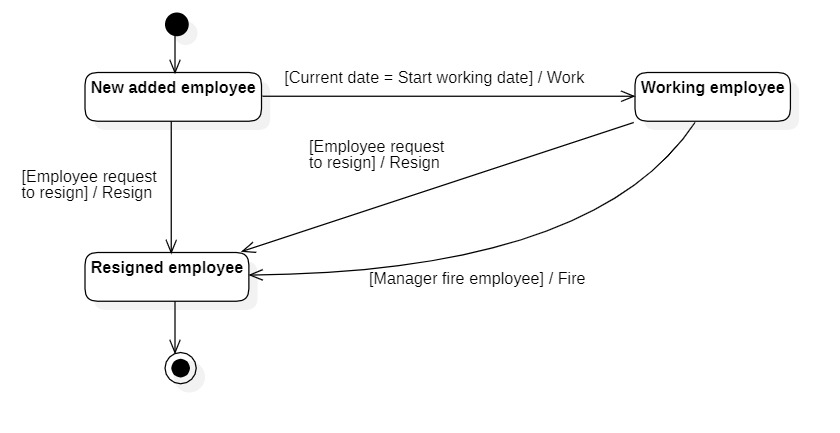 [Current date = Start working date] / Work
New added employee
Working employee
[Employee request
to resign] / Resign
[Employee request
to resign] / Resign
Resigned employee
[Manager fire employee] / Fire